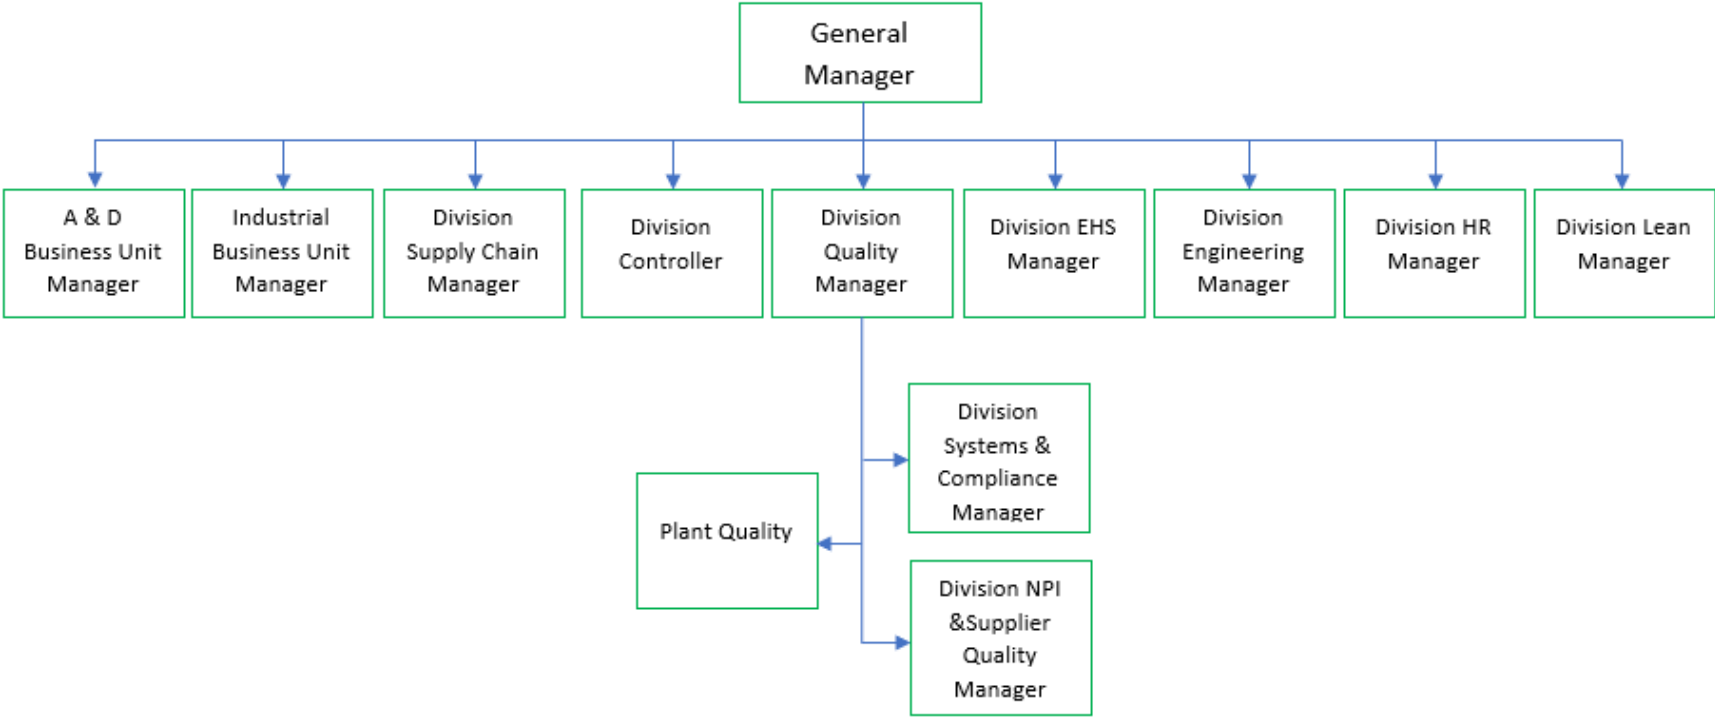 General
Manager
A & D
Business Unit
Manager
Industrial
Business Unit
Manager
Division
Supply Chain
Manager
Division
Controller
Division
Quality
Manager
Division EHS
Manager
Division
Engineering
Manager
Division HR
Manager
Division Lean
Manager
Division
Systems &
Compliance
Manager
Plant Quality
Division NPI
&Supplier
Quality
Manager